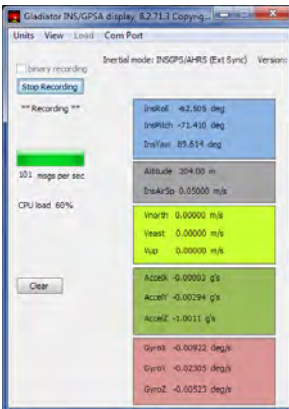 Gladiator INS/GPSA display, 8.2.71.3 Copyrig...
Units View Load Com Port
Inertial mode: INSGPS/AHRS (Ext Sync) Version:
binary recording
Stop Recording
** Recording **
101 msgs per sec
CPU load 60%
Clear
InsRoll -62.505 deg
InsPitch -71.410 deg
InsYaw 89.614 deg
Altitude 204.00 m
InsAirSp 0.05000 m/s
Vnorth 0.00000 m/s
Veast 0.00000 m/s
Vup 0.00000 m/s
AccelX -0.00003 g's
AccelY -0.00294 g's
AccelZ -1.0011 g's
GyroX -0.00922 deg/s
GyroY -0.02305 deg/s
GyroZ -0.00523 deg/s